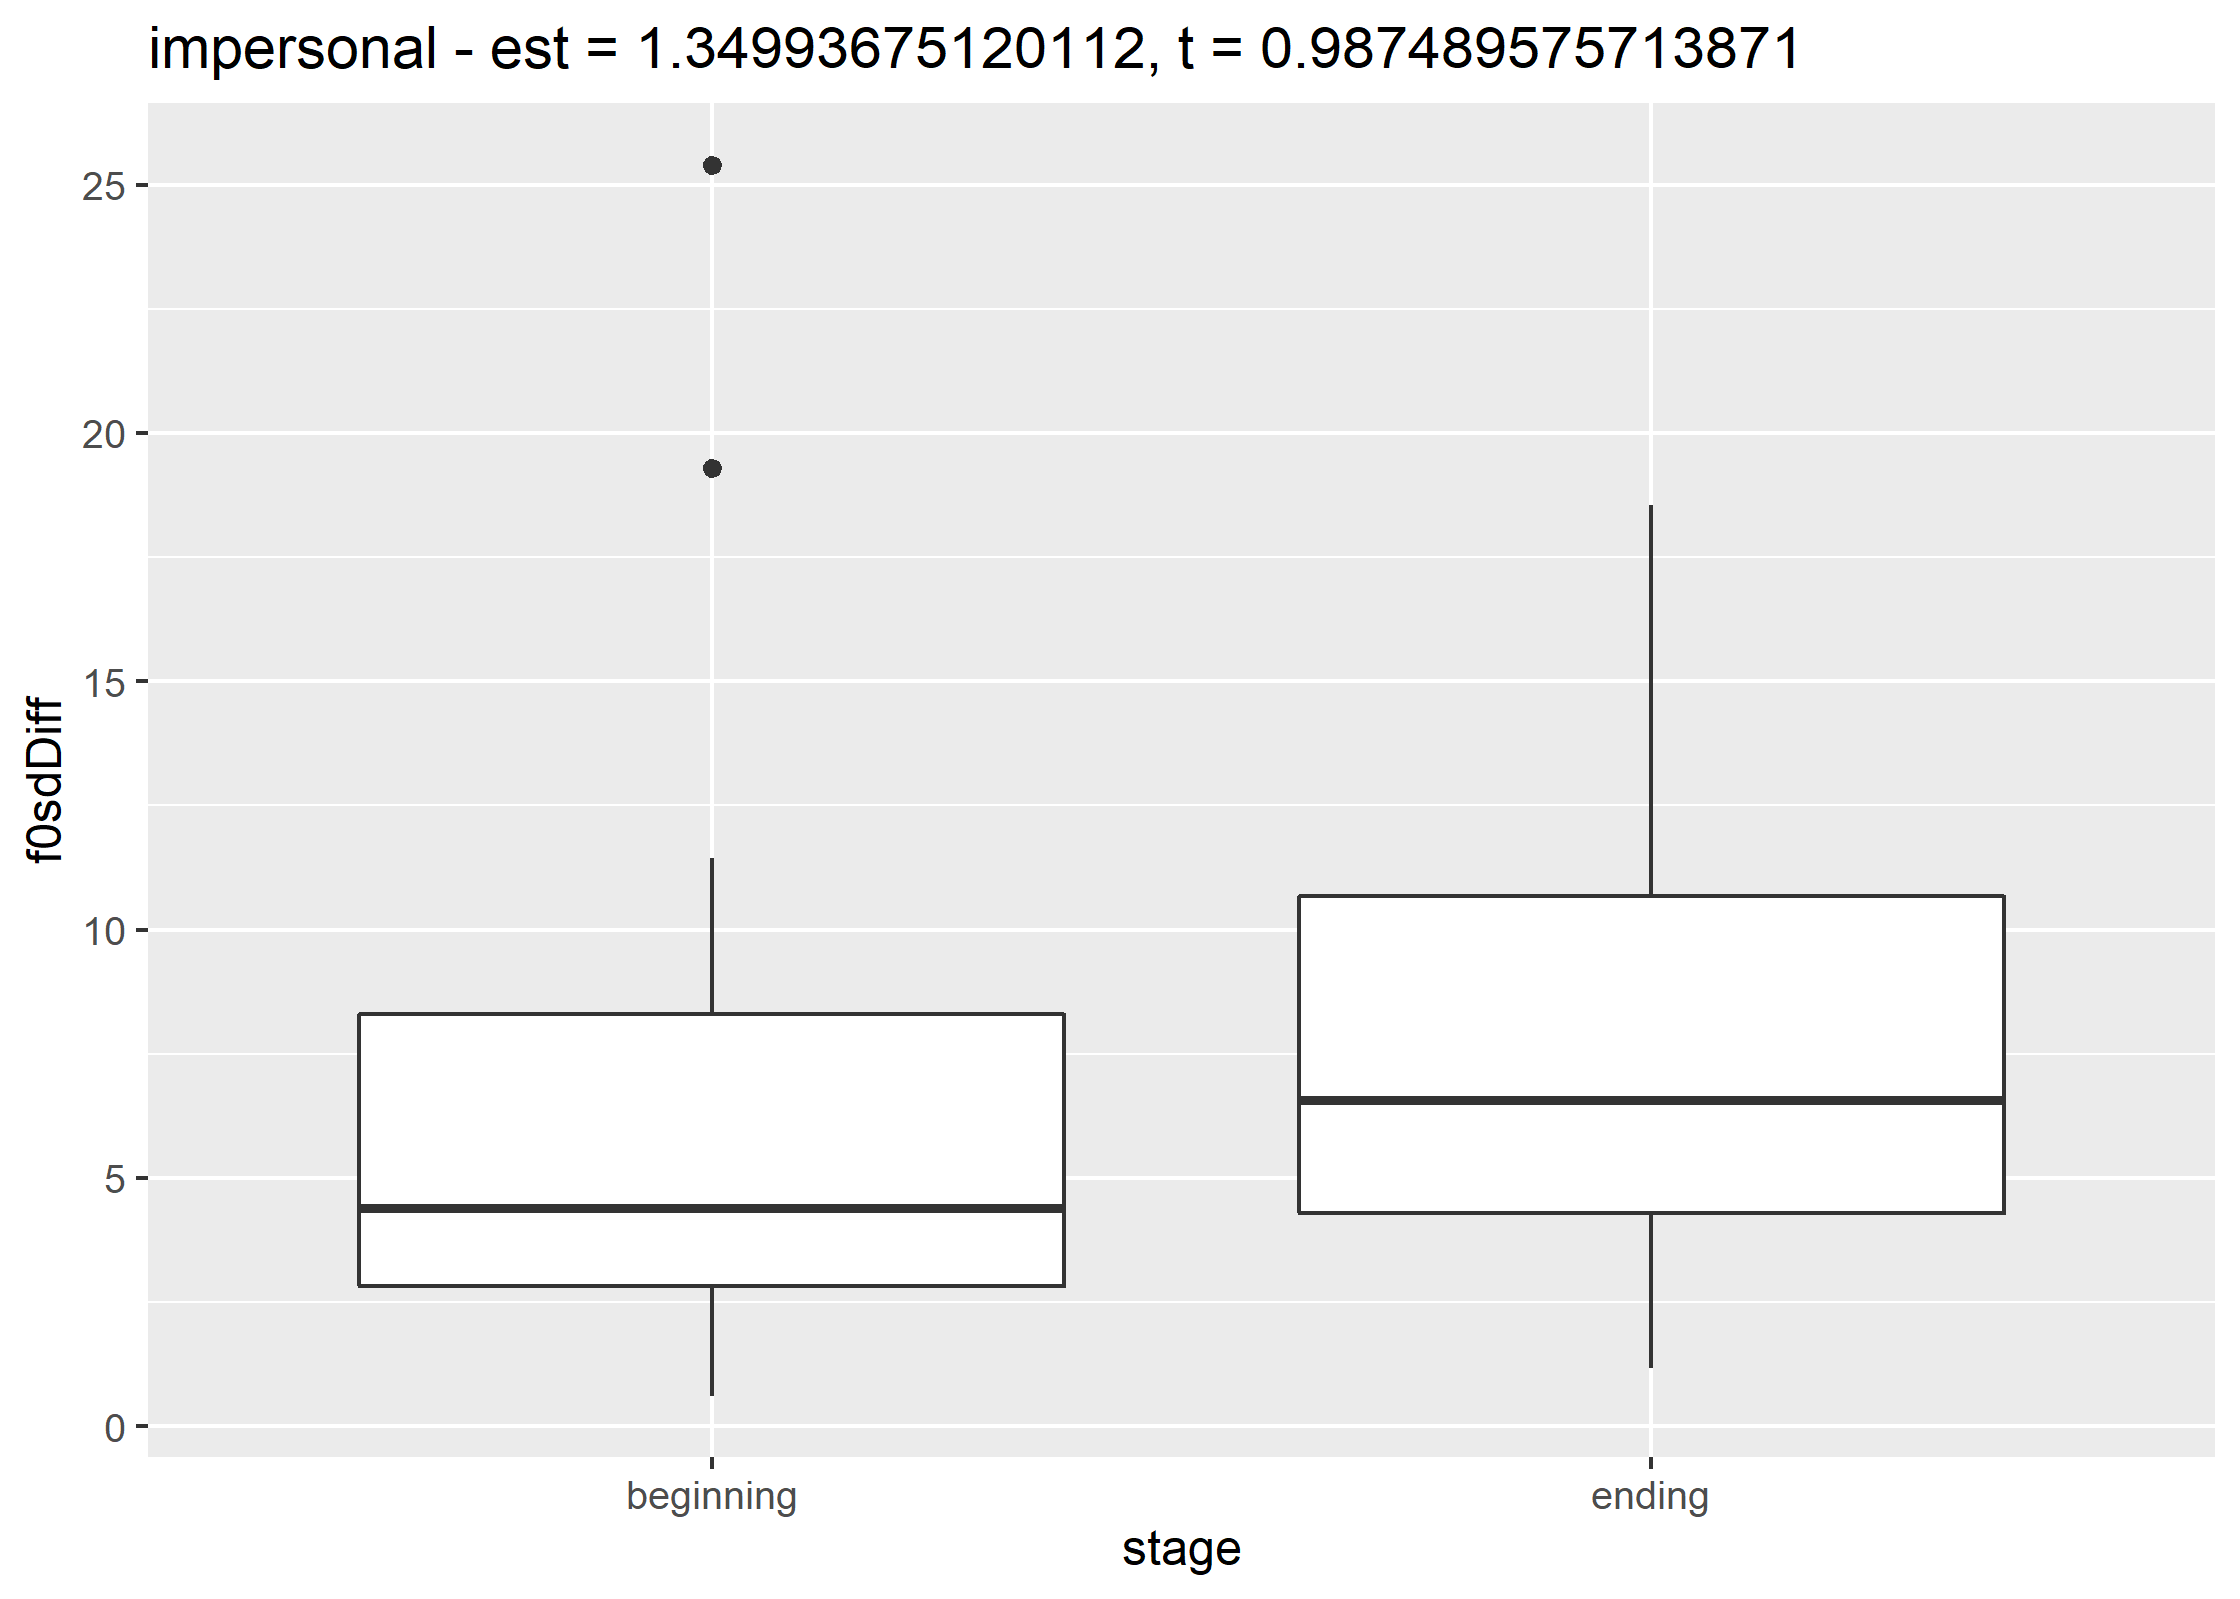 impersonal - est = 1.34993675120112, t = 0.987489575713871
25
20
15
10
5
0
f0sdDiff
beginning
ending
stage